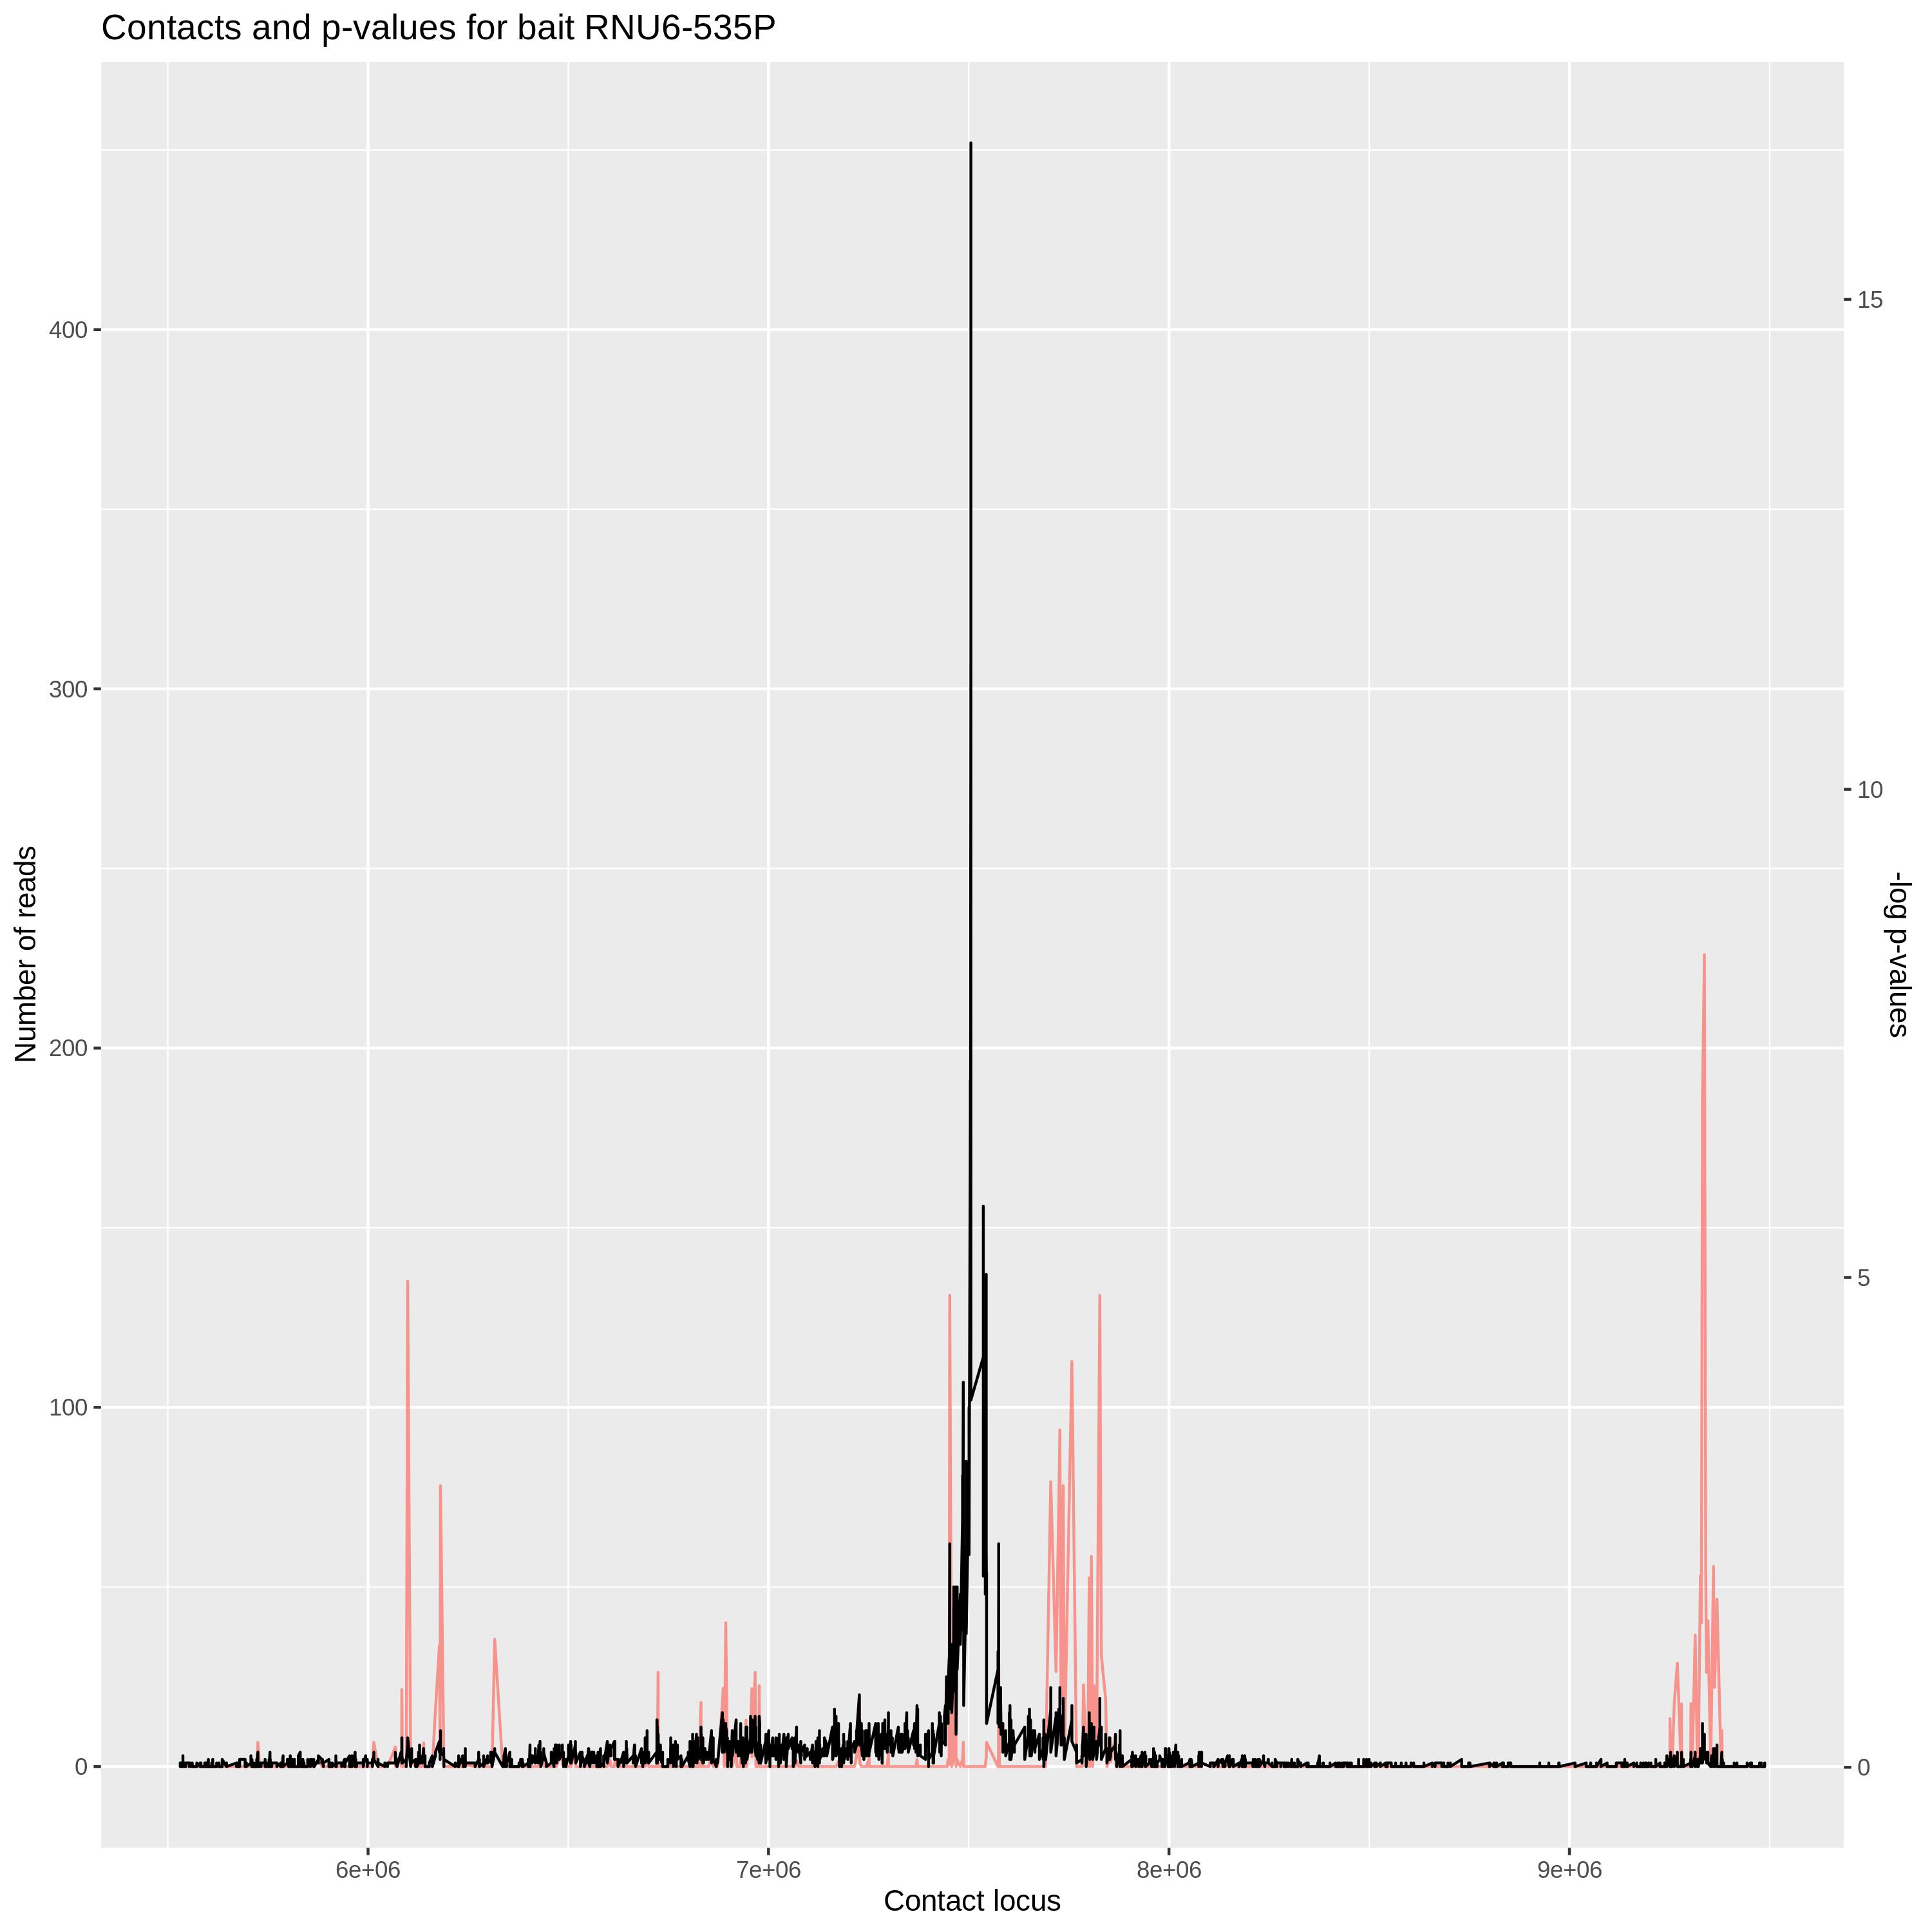 Contacts and p-values for bait RNU6-535P
Number of reads
400
300
200
100
0
15
10
5
0
-log p-values
6e+06 7e+06 8e+06 9e+06
Contact locus